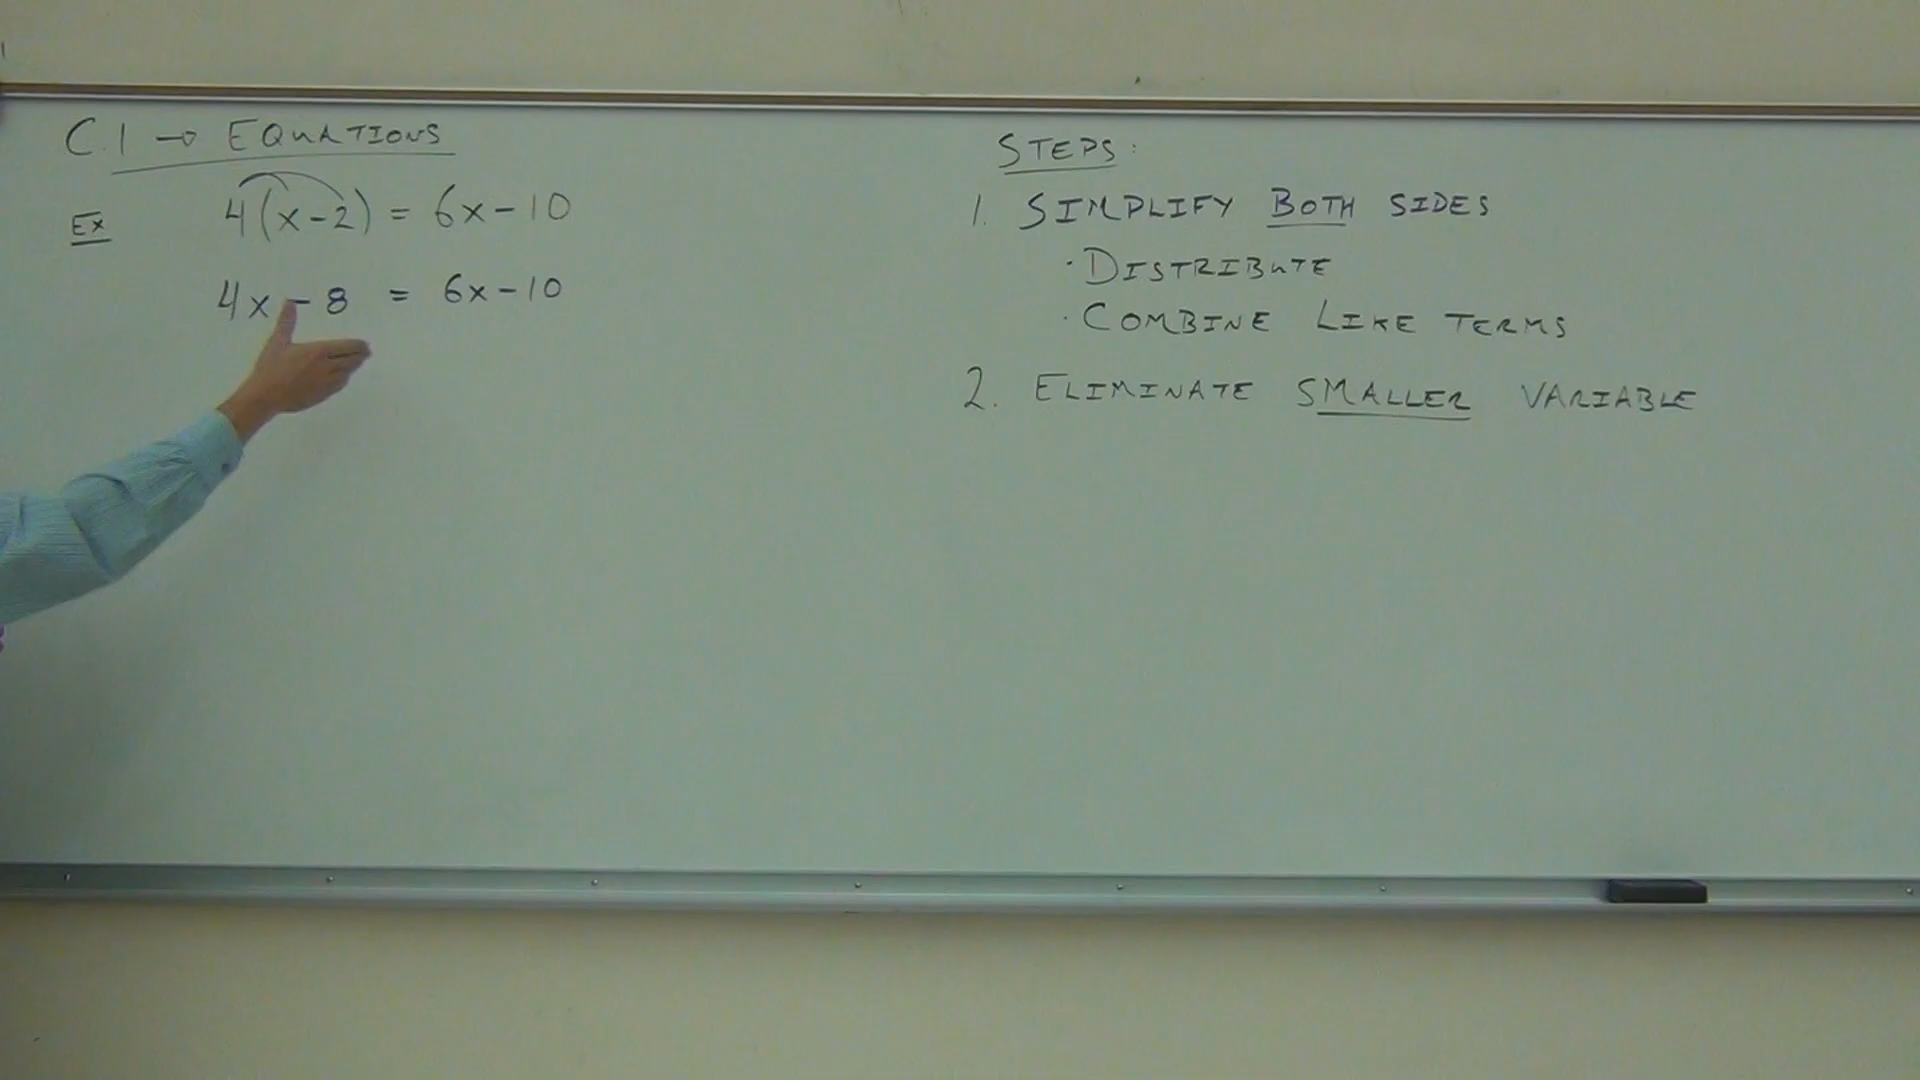 C.1 → EQUATIONS
Ex 4(x-2) = 6x-10
4x - 8 = 6x-10
STEPS:
1. SIMPLIFY BOTH SIDES
· DISTRIBUTE
· COMBINE LIKE TERMS
2. ELIMINATE SMALLER VARIABLE